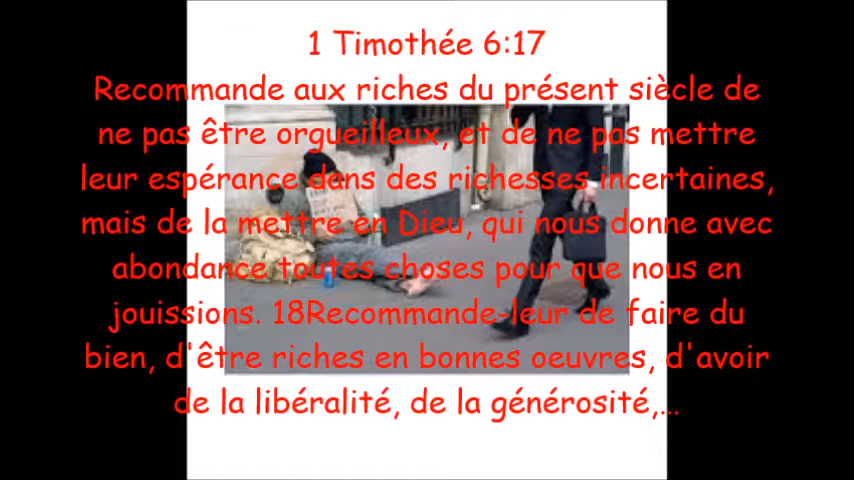 1 Timothée 6:17
Recommande aux riches du présent siècle de
ne pas être orgueilleux, et de ne pas mettre
leur espérance dans des richesses incertaines,
mais de la mettre en Dieu, qui nous donne avec
abondance toutes choses pour que nous en
jouissions. 18Recommande-leur de faire du
bien, d'être riches en bonnes oeuvres, d'avoir
de la libéralité, de la générosité,...